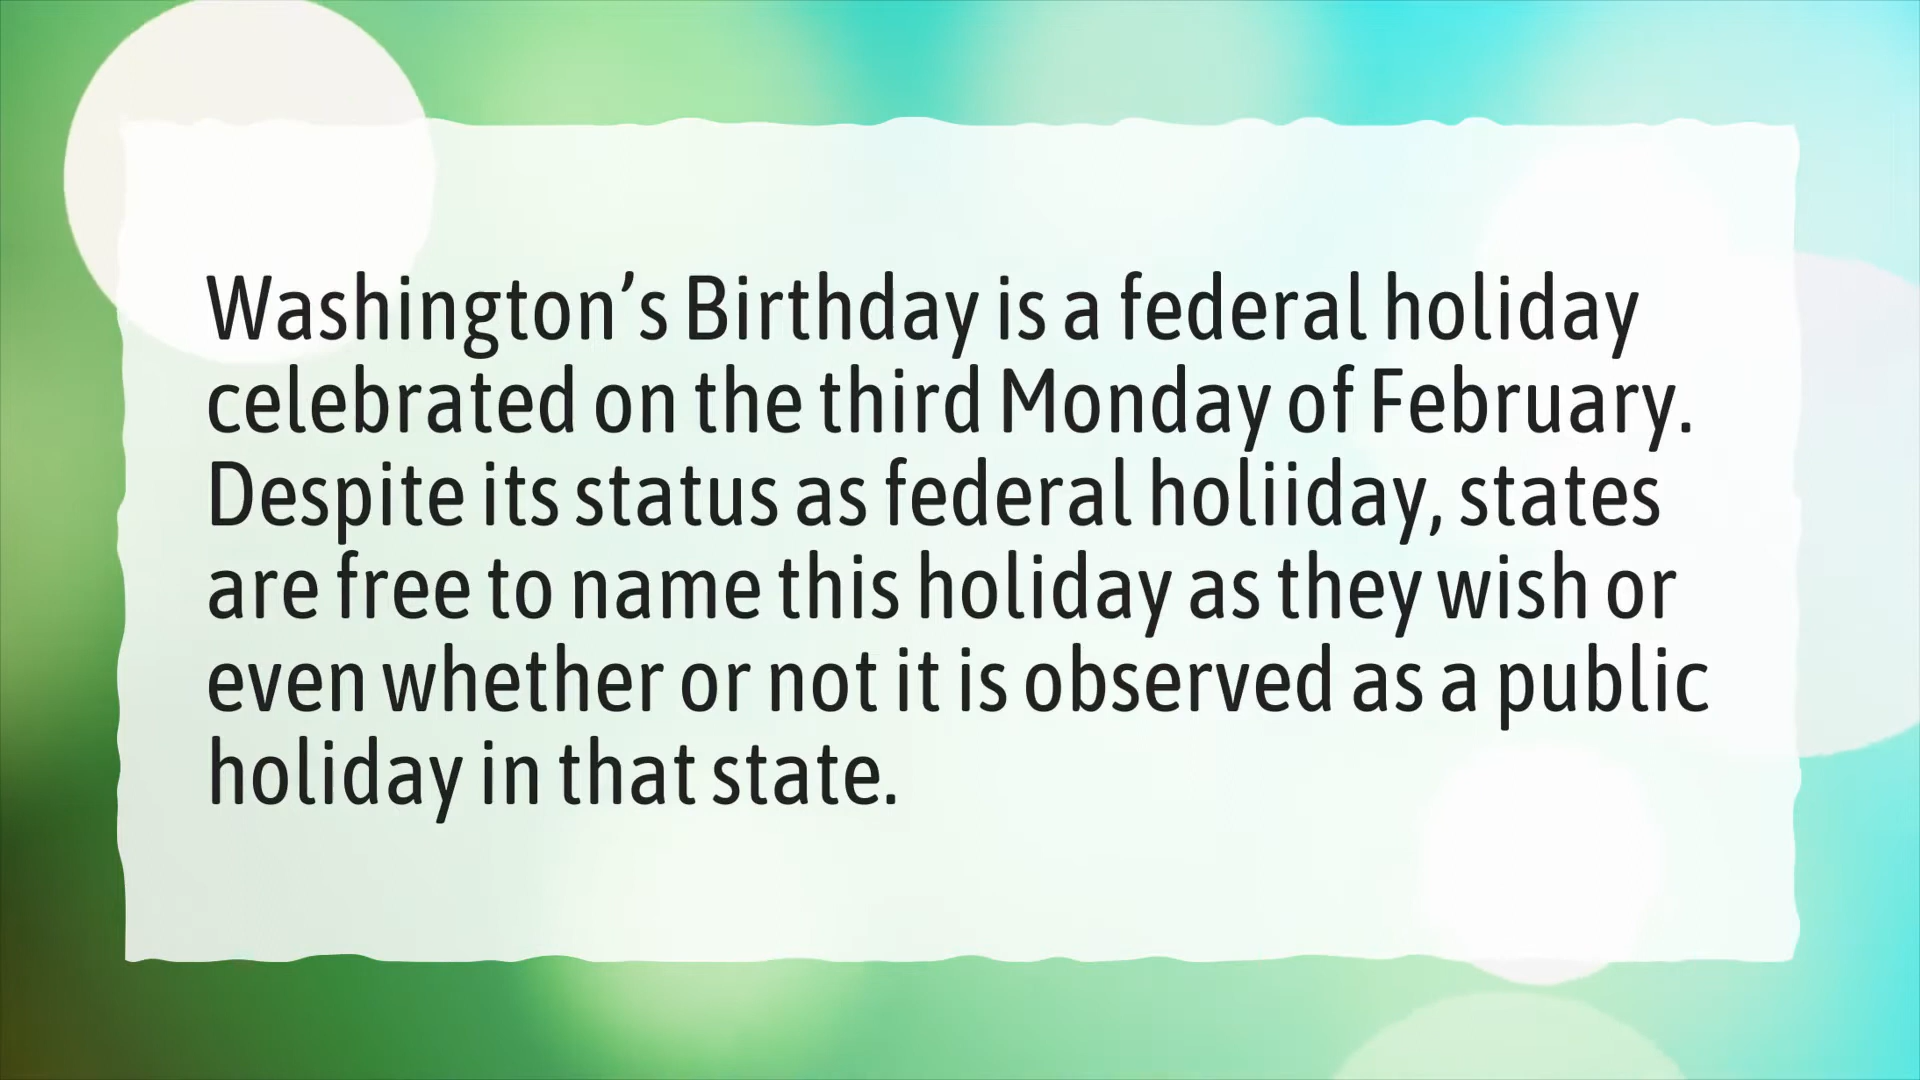 Washington’s Birthday is a federal holiday
celebrated on the third Monday of February.
Despite its status as federal holiiday, states
are free to name this holiday as they wish or
even whether or not it is observed as a public
holiday in that state.